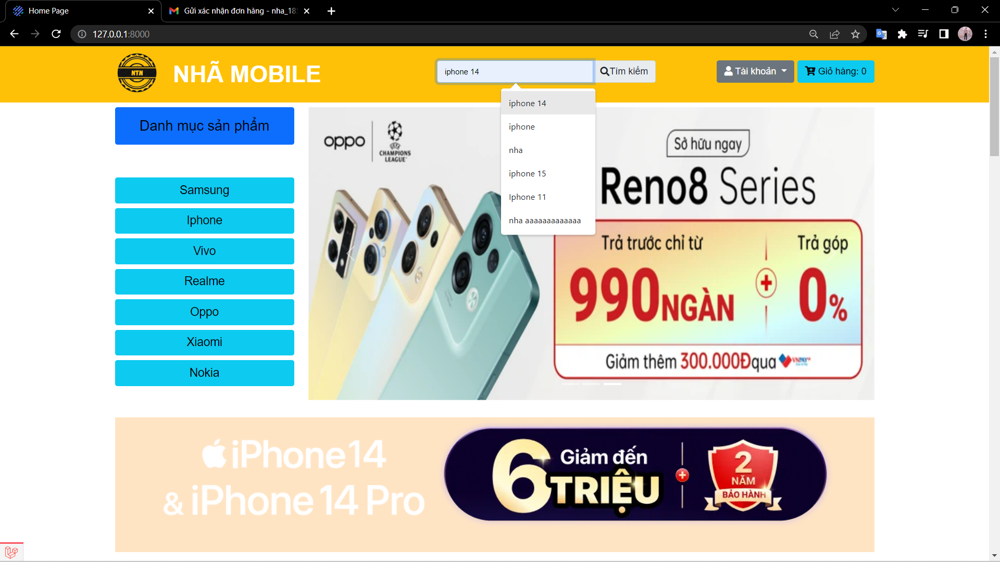 Home Page
Gửi xác nhận đơn hàng - nha_185
127.0.0.1:8000
NTN
NHÃ MOBILE
iphone 14
Tìm kiếm
Tài khoản
Giỏ hàng: 0
iphone 14
iphone
nha
iphone 15
Iphone 11
nha aaaaaaaaaaaaa
Danh mục sản phẩm
Samsung
Iphone
Vivo
Realme
Oppo
Xiaomi
Nokia
oppo
CHAMPIONS
LEAGUE
Sở hữu ngay
Reno8 Series
Trả trước chỉ từ
Trả góp
990NGÀN
0%
Giảm thêm 300.000Đqua VNPAY
iPhone 14
& iPhone 14 Pro
Giảm đến
6 TRIỆU
2
NĂM
BẢO HÀNH